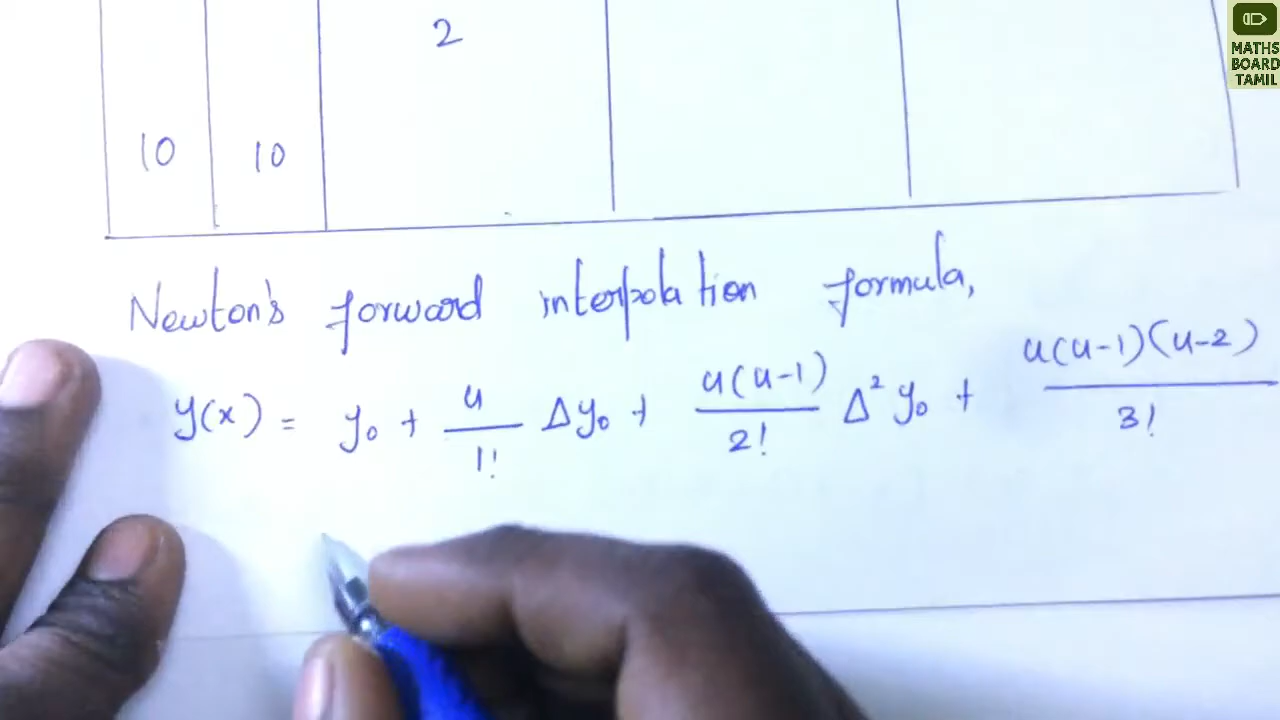 2
10 10
Newton's forward interpolation formula,
y(x) = y₀ + u/1! Δy₀ + u(u-1)/2! Δ²y₀ + u(u-1)(u-2)/3!
MATHS
BOARD
TAMIL